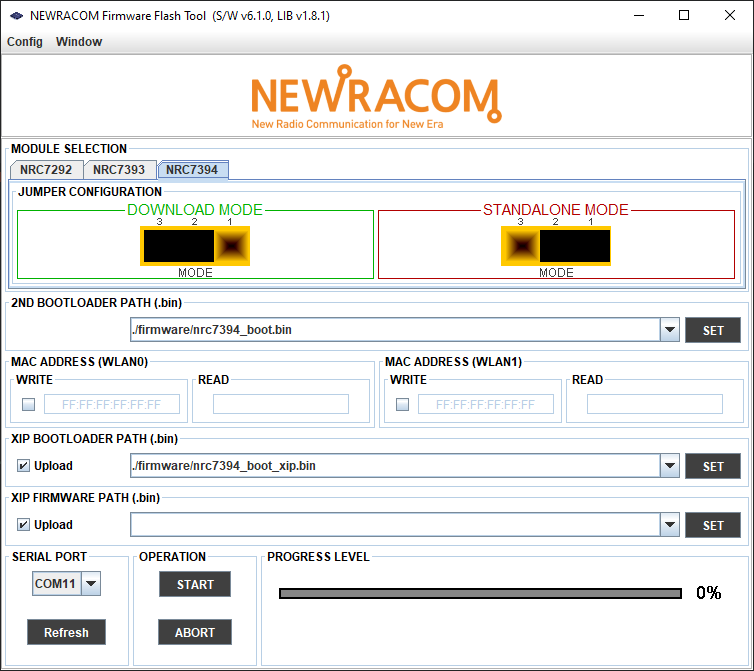 NEWRACOM Firmware Flash Tool (S/W v6.1.0, LIB v1.8.1)
Config Window
NEWRACOM
New Radio Communication for New Era
MODULE SELECTION
NRC7292 NRC7393 NRC7394
JUMPER CONFIGURATION
DOWNLOAD MODE STANDALONE MODE
3 2 1 3 2 1
MODE MODE
2ND BOOTLOADER PATH (.bin)
./firmware/nrc7394_boot.bin SET
MAC ADDRESS (WLAN0) MAC ADDRESS (WLAN1)
WRITE READ WRITE READ
FF:FF:FF:FF:FF:FF FF:FF:FF:FF:FF:FF
XIP BOOTLOADER PATH (.bin)
Upload ./firmware/nrc7394_boot_xip.bin SET
XIP FIRMWARE PATH (.bin)
Upload SET
SERIAL PORT OPERATION PROGRESS LEVEL
COM11 START 0%
Refresh ABORT